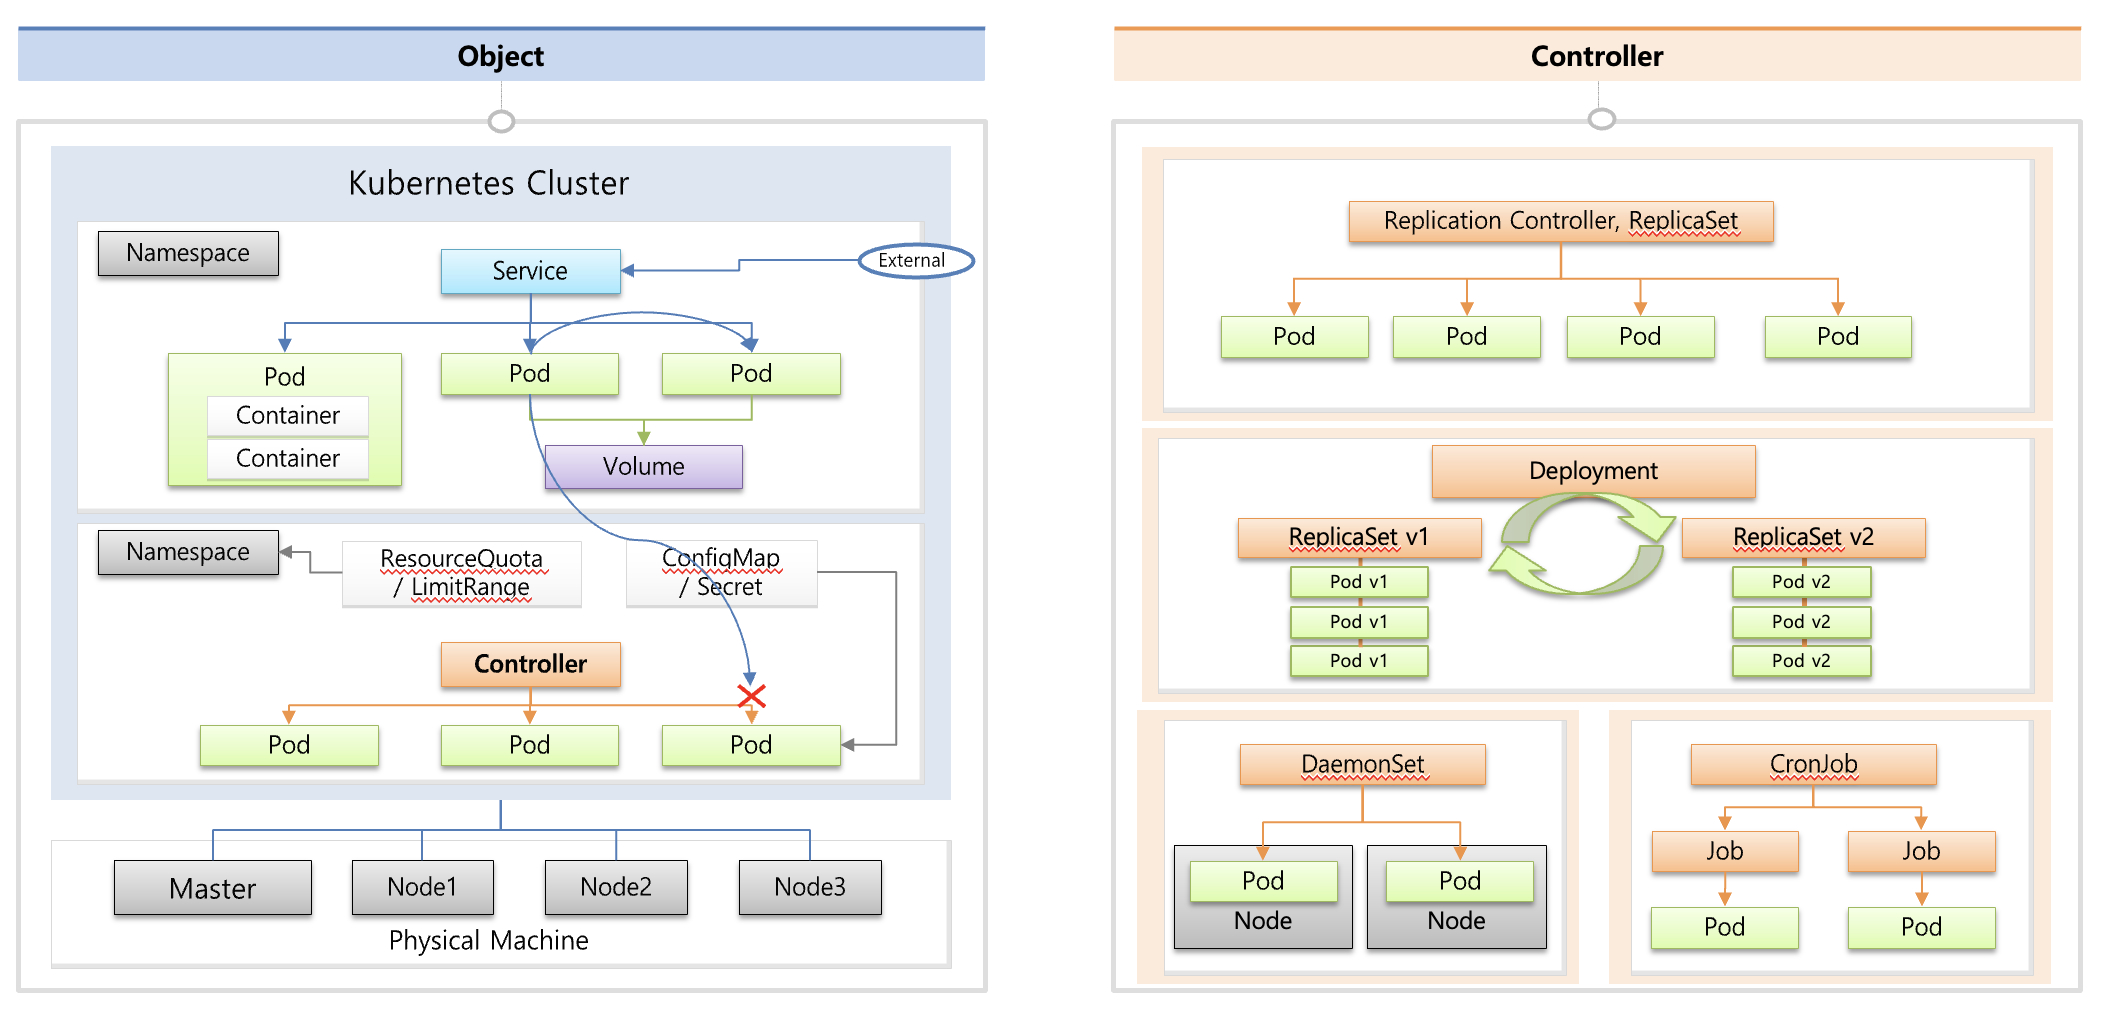 Object
Kubernetes Cluster
Namespace
Service
External
Pod
Container
Container
Pod
Pod
Volume
Namespace
ResourceQuota
/ LimitRange
ConfigMap
/ Secret
Controller
Pod
Pod
Pod
Master
Node1
Node2
Node3
Physical Machine
Controller
Replication Controller, ReplicaSet
Pod
Pod
Pod
Pod
Deployment
ReplicaSet v1
Pod v1
Pod v1
Pod v1
ReplicaSet v2
Pod v2
Pod v2
Pod v2
DaemonSet
Pod
Node
Pod
Node
CronJob
Job
Job
Pod
Pod